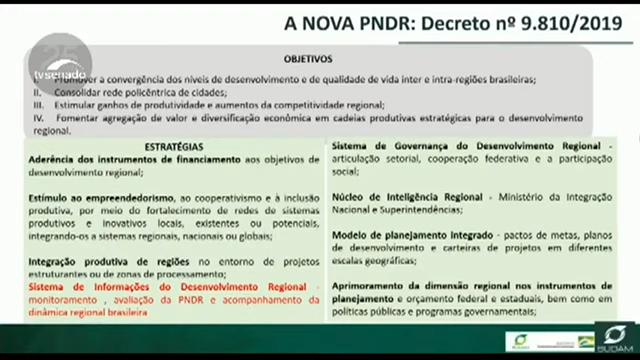 A NOVA PNDR: Decreto nº 9.810/2019
OBJETIVOS
I. Promover a convergência dos níveis de desenvolvimento e de qualidade de vida inter e intra-regiões brasileiras;
II. Consolidar rede policêntrica de cidades;
III. Estimular ganhos de produtividade e aumentos da competitividade regional;
IV. Fomentar agregação de valor e diversificação econômica em cadeias produtivas estratégicas para o desenvolvimento
regional.
ESTRATÉGIAS
Aderência dos instrumentos de financiamento aos objetivos de
desenvolvimento regional;
Estímulo ao empreendedorismo, ao cooperativismo e à inclusão
produtiva, por meio do fortalecimento de redes de sistemas
produtivos e inovativos locais, existentes ou potenciais,
integrando-os a sistemas regionais, nacionais ou globais;
Integração produtiva de regiões no entorno de projetos
estruturantes ou de zonas de processamento;
Sistema de Informações do Desenvolvimento Regional -
monitoramento , avaliação da PNDR e acompanhamento da
dinâmica regional brasileira
Sistema de Governança do Desenvolvimento Regional -
articulação setorial, cooperação federativa e a participação
social;
Núcleo de Inteligência Regional - Ministério da Integração
Nacional e Superintendências;
Modelo de planejamento integrado - pactos de metas, planos
de desenvolvimento e carteiras de projetos em diferentes
escalas geográficas;
Aprimoramento da dimensão regional nos instrumentos de
planejamento e orçamento federal e estaduais, bem como em
políticas públicas e programas governamentais;
25
tvsenado
SUDAM